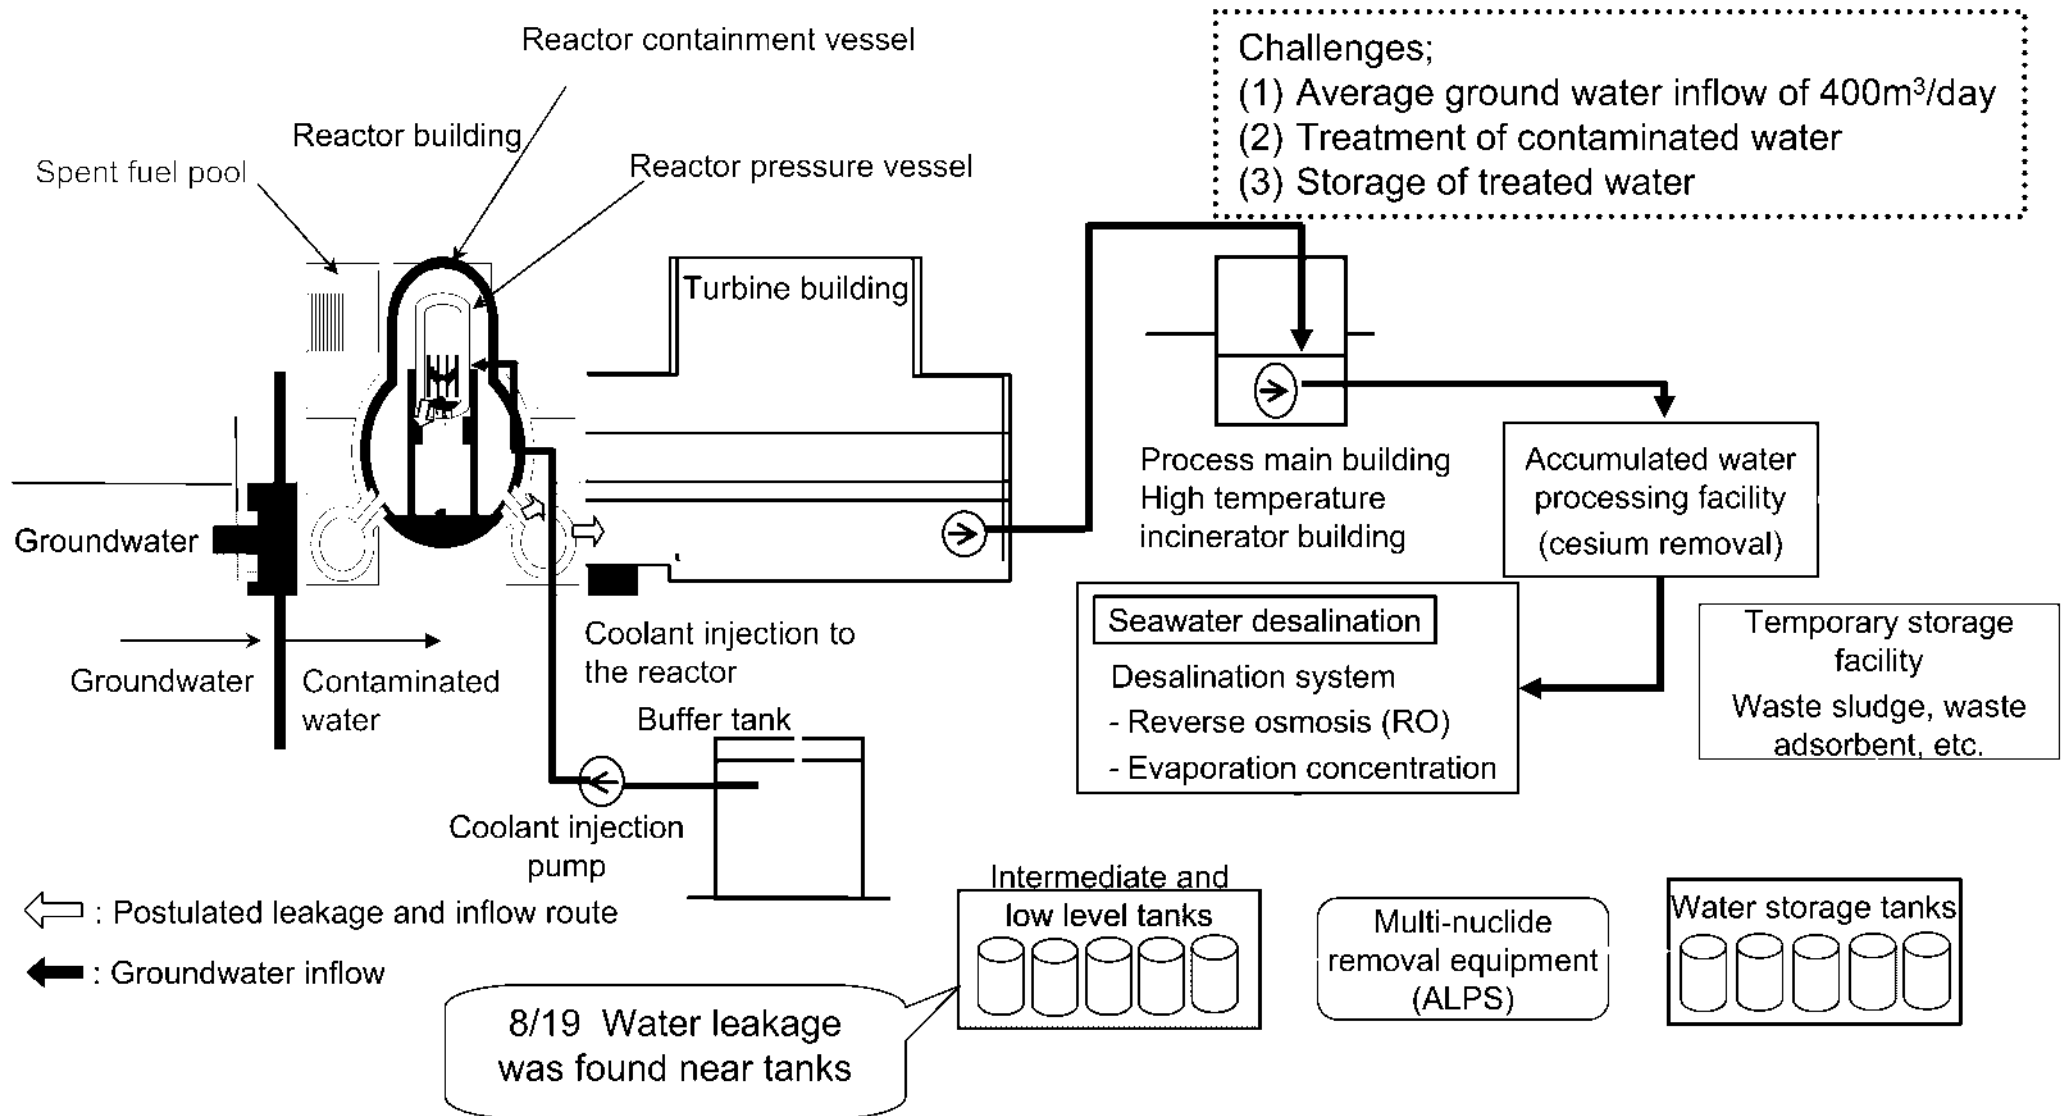 Reactor containment vessel
Reactor building
Spent fuel pool
Reactor pressure vessel
Challenges;
(1) Average ground water inflow of 400m³/day
(2) Treatment of contaminated water
(3) Storage of treated water
Turbine building
Process main building
High temperature
incinerator building
Accumulated water
processing facility
(cesium removal)
Groundwater
Groundwater
Contaminated
water
Coolant injection to
the reactor
Buffer tank
Coolant injection
pump
Seawater desalination
Desalination system
- Reverse osmosis (RO)
- Evaporation concentration
Temporary storage
facility
Waste sludge, waste
adsorbent, etc.
: Postulated leakage and inflow route
: Groundwater inflow
8/19 Water leakage
was found near tanks
Intermediate and
low level tanks
Multi-nuclide
removal equipment
(ALPS)
Water storage tanks